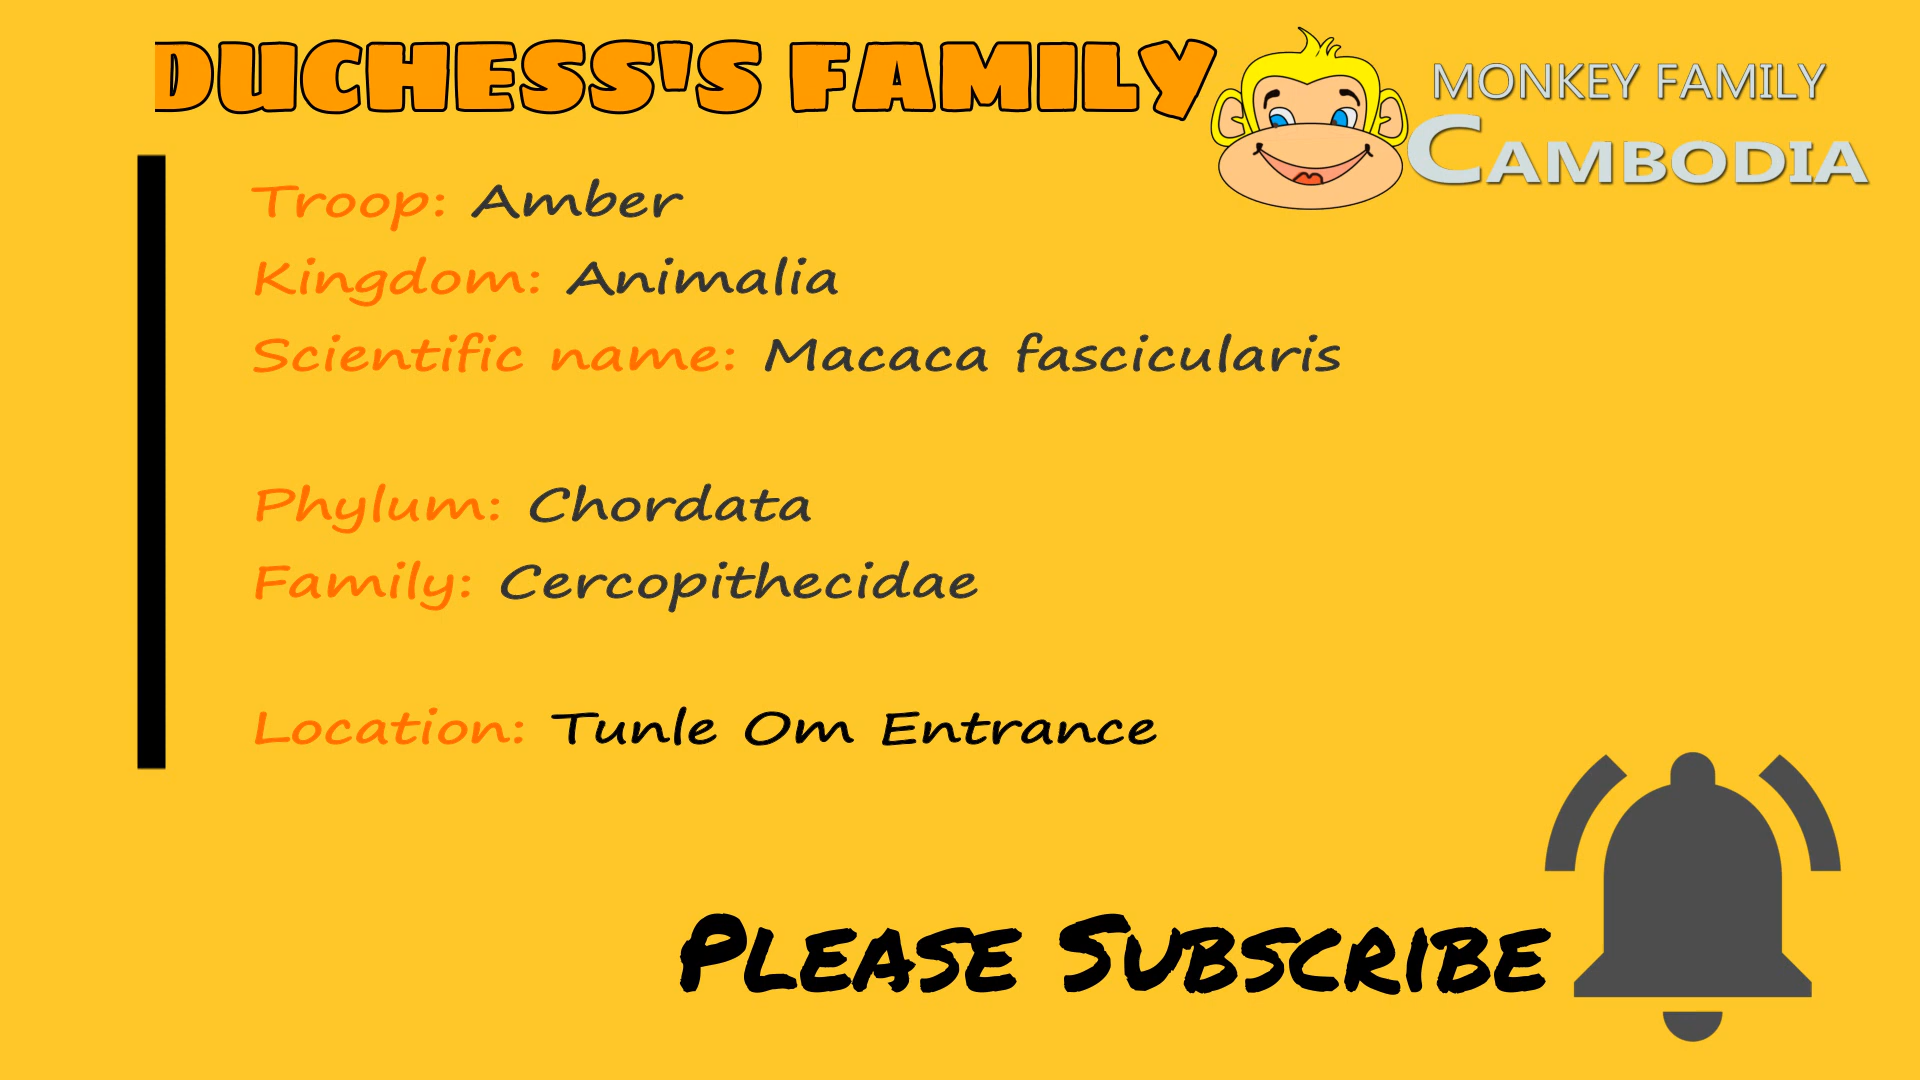 DUCHESS'S FAMILY
MONKEY FAMILY
CAMBODIA
Troop: Amber
Kingdom: Animalia
Scientific name: Macaca fascicularis
Phylum: Chordata
Family: Cercopithecidae
Location: Tunle Om Entrance
PLEASE SUBSCRIBE